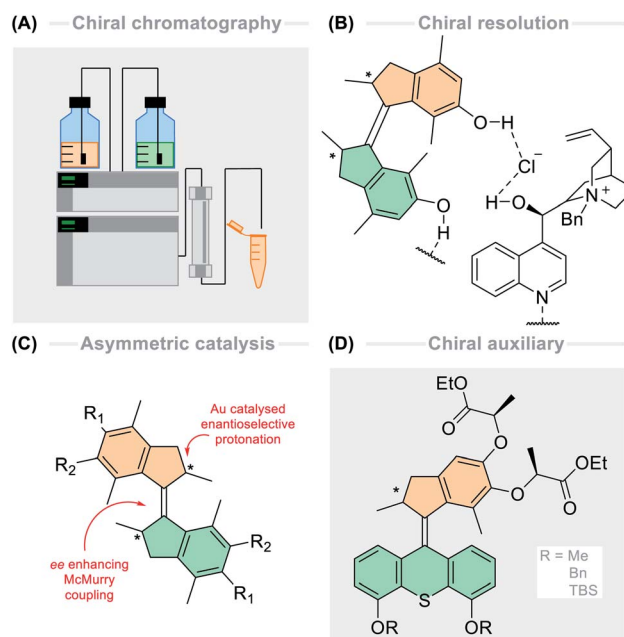 (A) Chiral chromatography
(B) Chiral resolution
*
O-H
Cl−
*
O
H
H-O
N
+
Bn
N
(C) Asymmetric catalysis
R1
R2
Au catalysed
enantioselective
protonation
*
*
ee enhancing
McMurry
coupling
R2
R1
(D) Chiral auxiliary
EtO
O
O
*
O
OEt
O
R = Me
Bn
TBS
S
OR
OR